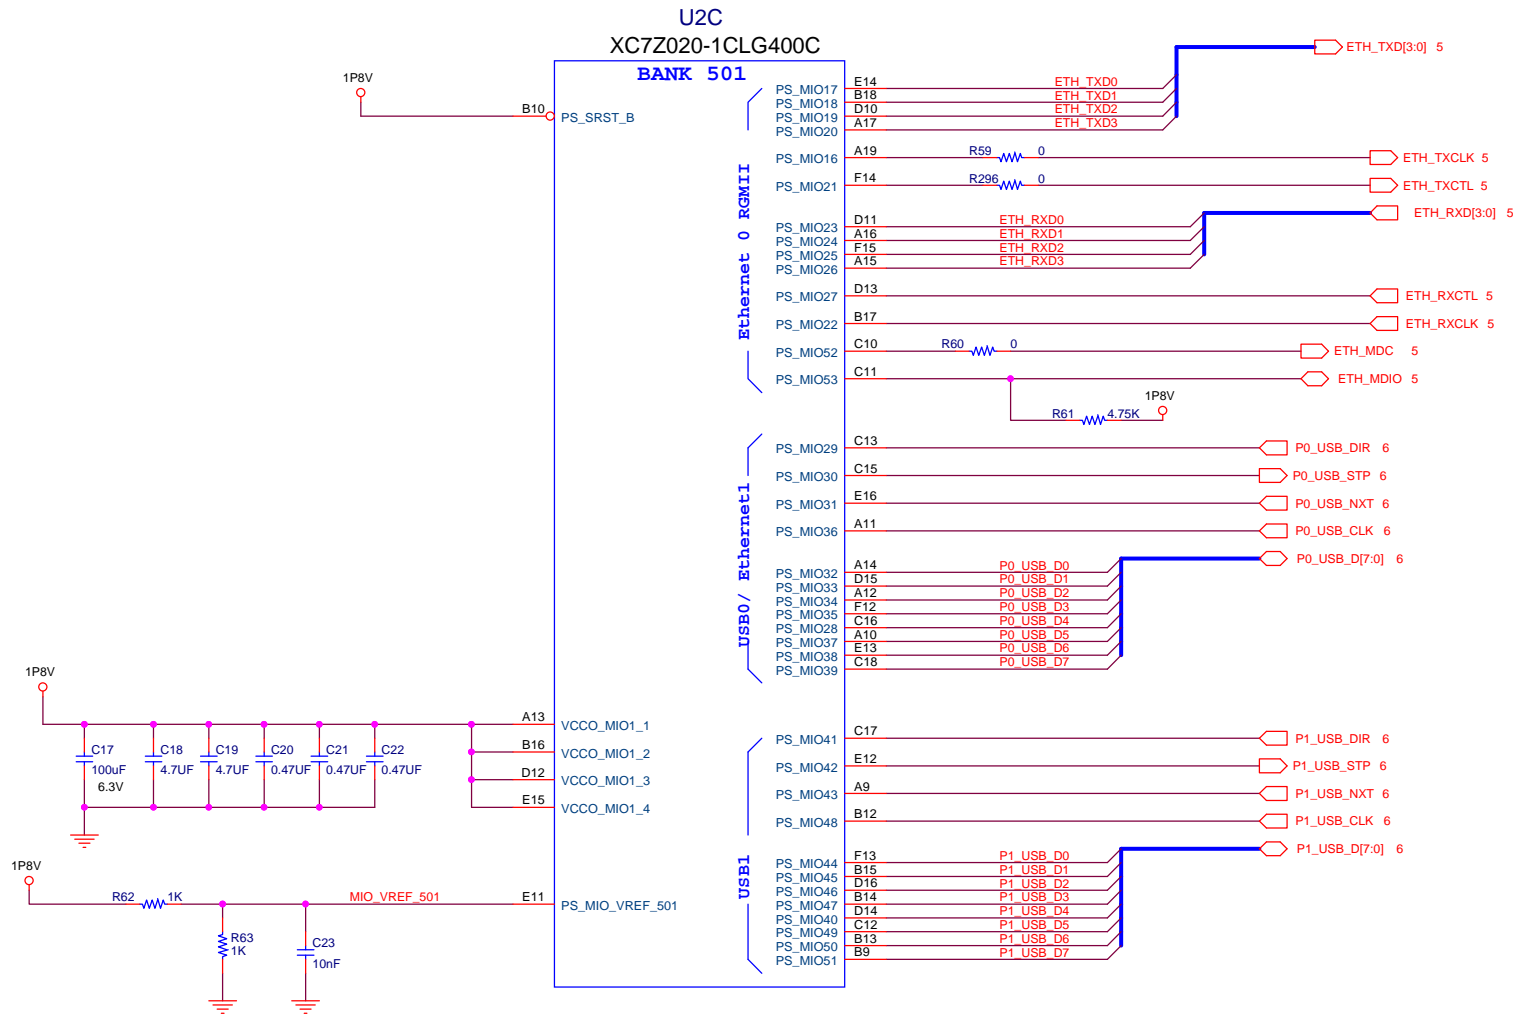 U2C
XC7Z020-1CLG400C
BANK 501
1P8V
B10 PS_SRST_B
Ethernet 0 RGMII
PS_MIO17 E14 ETH_TXD0
PS_MIO18 B18 ETH_TXD1
PS_MIO19 D10 ETH_TXD2
PS_MIO20 A17 ETH_TXD3
ETH_TXD[3:0] 5
PS_MIO16 A19 R59 0 ETH_TXCLK 5
PS_MIO21 F14 R296 0 ETH_TXCTL 5
ETH_RXD[3:0] 5
PS_MIO23 D11 ETH_RXD0
PS_MIO24 A16 ETH_RXD1
PS_MIO25 F15 ETH_RXD2
PS_MIO26 A15 ETH_RXD3
PS_MIO27 D13 ETH_RXCTL 5
PS_MIO22 B17 ETH_RXCLK 5
PS_MIO52 C10 R60 0 ETH_MDC 5
PS_MIO53 C11 ETH_MDIO 5
1P8V
R61 4.75K
USB0/ Ethernet1
PS_MIO29 C13 P0_USB_DIR 6
PS_MIO30 C15 P0_USB_STP 6
PS_MIO31 E16 P0_USB_NXT 6
PS_MIO36 A11 P0_USB_CLK 6
P0_USB_D[7:0] 6
PS_MIO32 A14 P0_USB_D0
PS_MIO33 D15 P0_USB_D1
PS_MIO34 A12 P0_USB_D2
PS_MIO35 F12 P0_USB_D3
PS_MIO28 C16 P0_USB_D4
PS_MIO37 A10 P0_USB_D5
PS_MIO38 E13 P0_USB_D6
PS_MIO39 C18 P0_USB_D7
1P8V
A13 VCCO_MIO1_1
B16 VCCO_MIO1_2
D12 VCCO_MIO1_3
E15 VCCO_MIO1_4
C17 C18 C19 C20 C21 C22
100uF 4.7UF 4.7UF 0.47UF 0.47UF 0.47UF
6.3V
USB1
PS_MIO41 C17 P1_USB_DIR 6
PS_MIO42 E12 P1_USB_STP 6
PS_MIO43 A9 P1_USB_NXT 6
PS_MIO48 B12 P1_USB_CLK 6
P1_USB_D[7:0] 6
PS_MIO44 F13 P1_USB_D0
PS_MIO45 B15 P1_USB_D1
PS_MIO46 D16 P1_USB_D2
PS_MIO47 B14 P1_USB_D3
PS_MIO40 D14 P1_USB_D4
PS_MIO49 C12 P1_USB_D5
PS_MIO50 B13 P1_USB_D6
PS_MIO51 B9 P1_USB_D7
1P8V
R62 1K MIO_VREF_501 E11 PS_MIO_VREF_501
R63
1K
C23
10nF